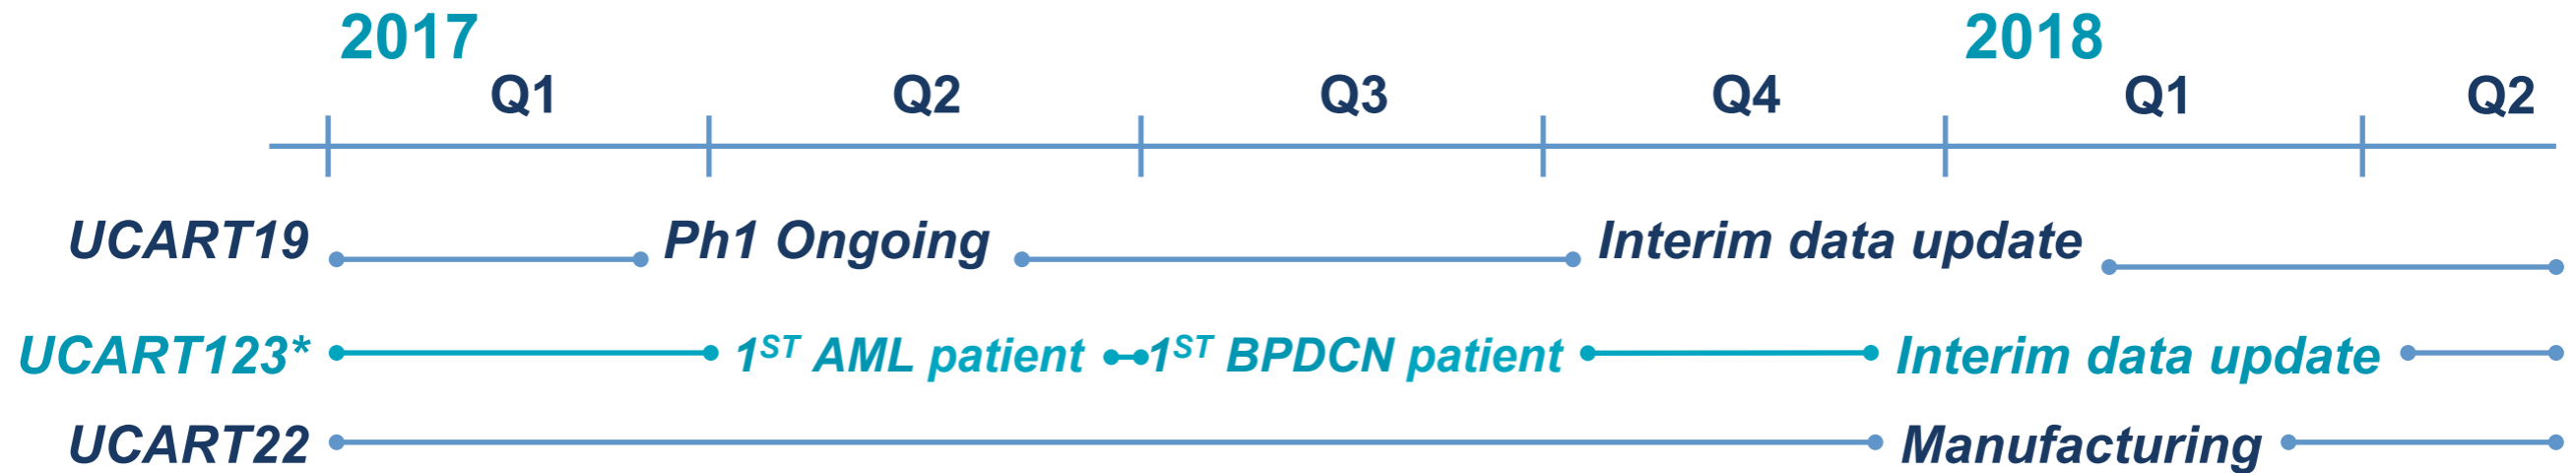 2017 2018
Q1 Q2 Q3 Q4 Q1 Q2
UCART19 Ph1 Ongoing Interim data update
UCART123* 1ST AML patient 1ST BPDCN patient Interim data update
UCART22 Manufacturing